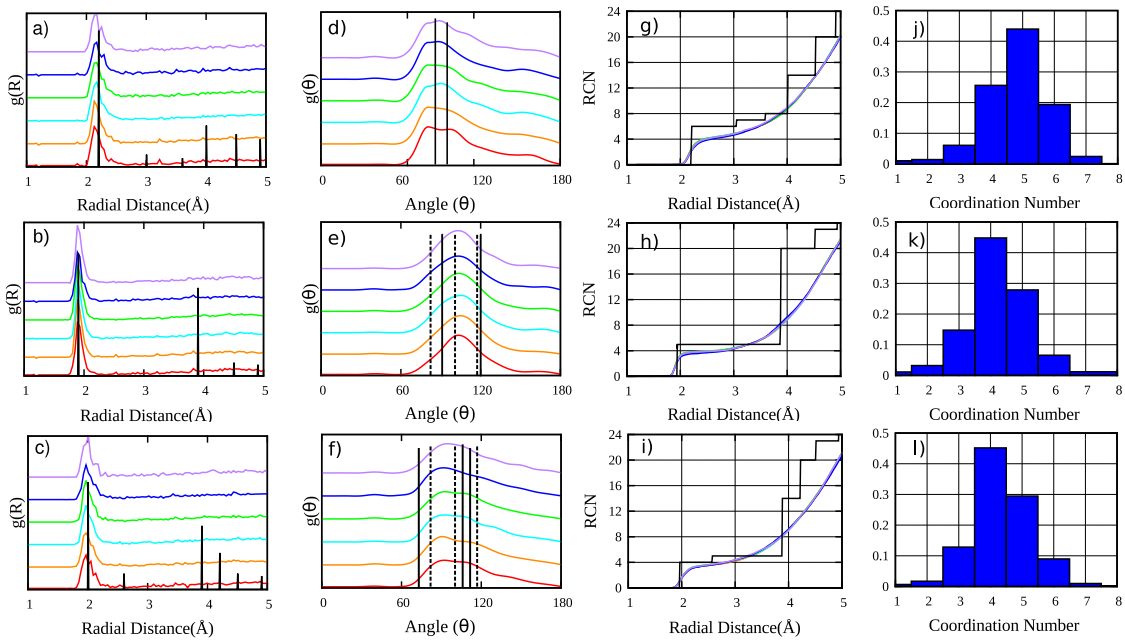 a)
g(R)
1 2 3 4 5
Radial Distance(Å)
d)
g(θ)
0 60 120 180
Angle (θ)
g)
RCN
24
20
16
12
8
4
0
1 2 3 4 5
Radial Distance(Å)
j)
0.5
0.4
0.3
0.2
0.1
0
1 2 3 4 5 6 7 8
Coordination Number
b)
g(R)
1 2 3 4 5
Radial Distance(Å)
e)
g(θ)
0 60 120 180
Angle (θ)
h)
RCN
24
20
16
12
8
4
0
1 2 3 4 5
Radial Distance(Å)
k)
0.5
0.4
0.3
0.2
0.1
0
1 2 3 4 5 6 7 8
Coordination Number
c)
g(R)
1 2 3 4 5
Radial Distance(Å)
f)
g(θ)
0 60 120 180
Angle (θ)
i)
RCN
24
20
16
12
8
4
0
1 2 3 4 5
Radial Distance(Å)
l)
0.5
0.4
0.3
0.2
0.1
0
1 2 3 4 5 6 7 8
Coordination Number